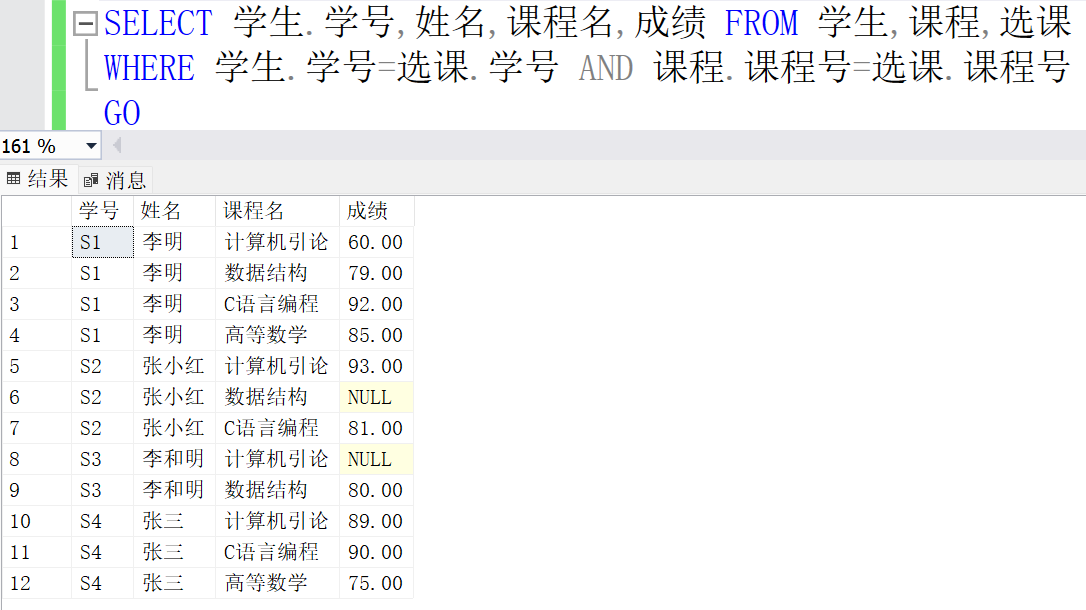 SELECT 学生.学号,姓名,课程名,成绩 FROM 学生,课程,选课
WHERE 学生.学号=选课.学号 AND 课程.课程号=选课.课程号
GO
161 %
结果 消息
学号 姓名 课程名 成绩
1 S1 李明 计算机引论 60.00
2 S1 李明 数据结构 79.00
3 S1 李明 C语言编程 92.00
4 S1 李明 高等数学 85.00
5 S2 张小红 计算机引论 93.00
6 S2 张小红 数据结构 NULL
7 S2 张小红 C语言编程 81.00
8 S3 李和明 计算机引论 NULL
9 S3 李和明 数据结构 80.00
10 S4 张三 计算机引论 89.00
11 S4 张三 C语言编程 90.00
12 S4 张三 高等数学 75.00